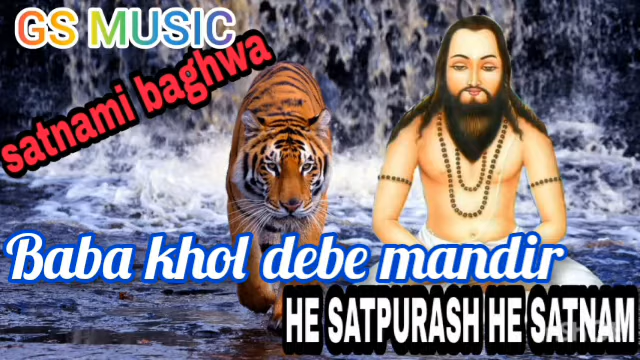 GS MUSIC
satnami baghwa
Baba khol debe mandir
HE SATPURASH HE SATNAM